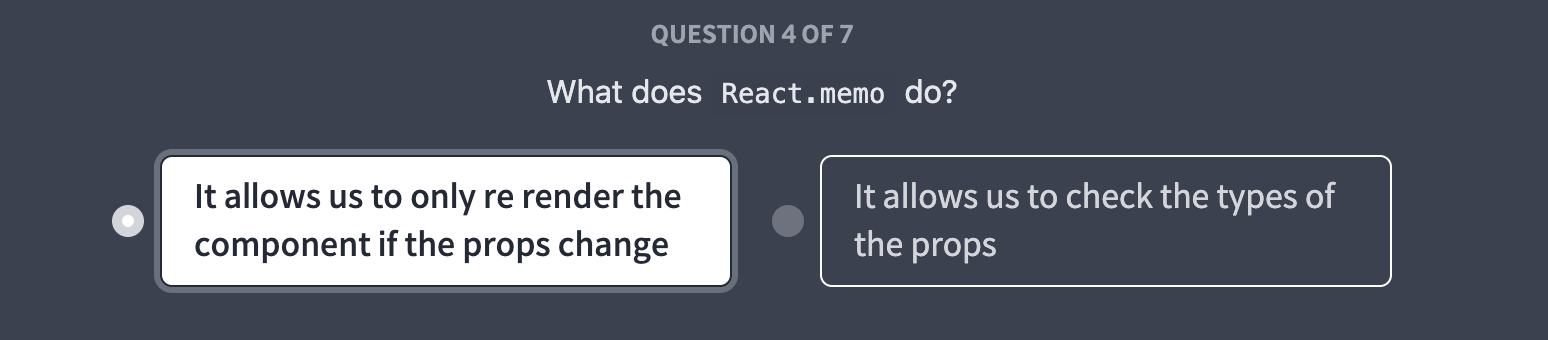 QUESTION 4 OF 7
What does React.memo do?
It allows us to only re render the
component if the props change
It allows us to check the types of
the props